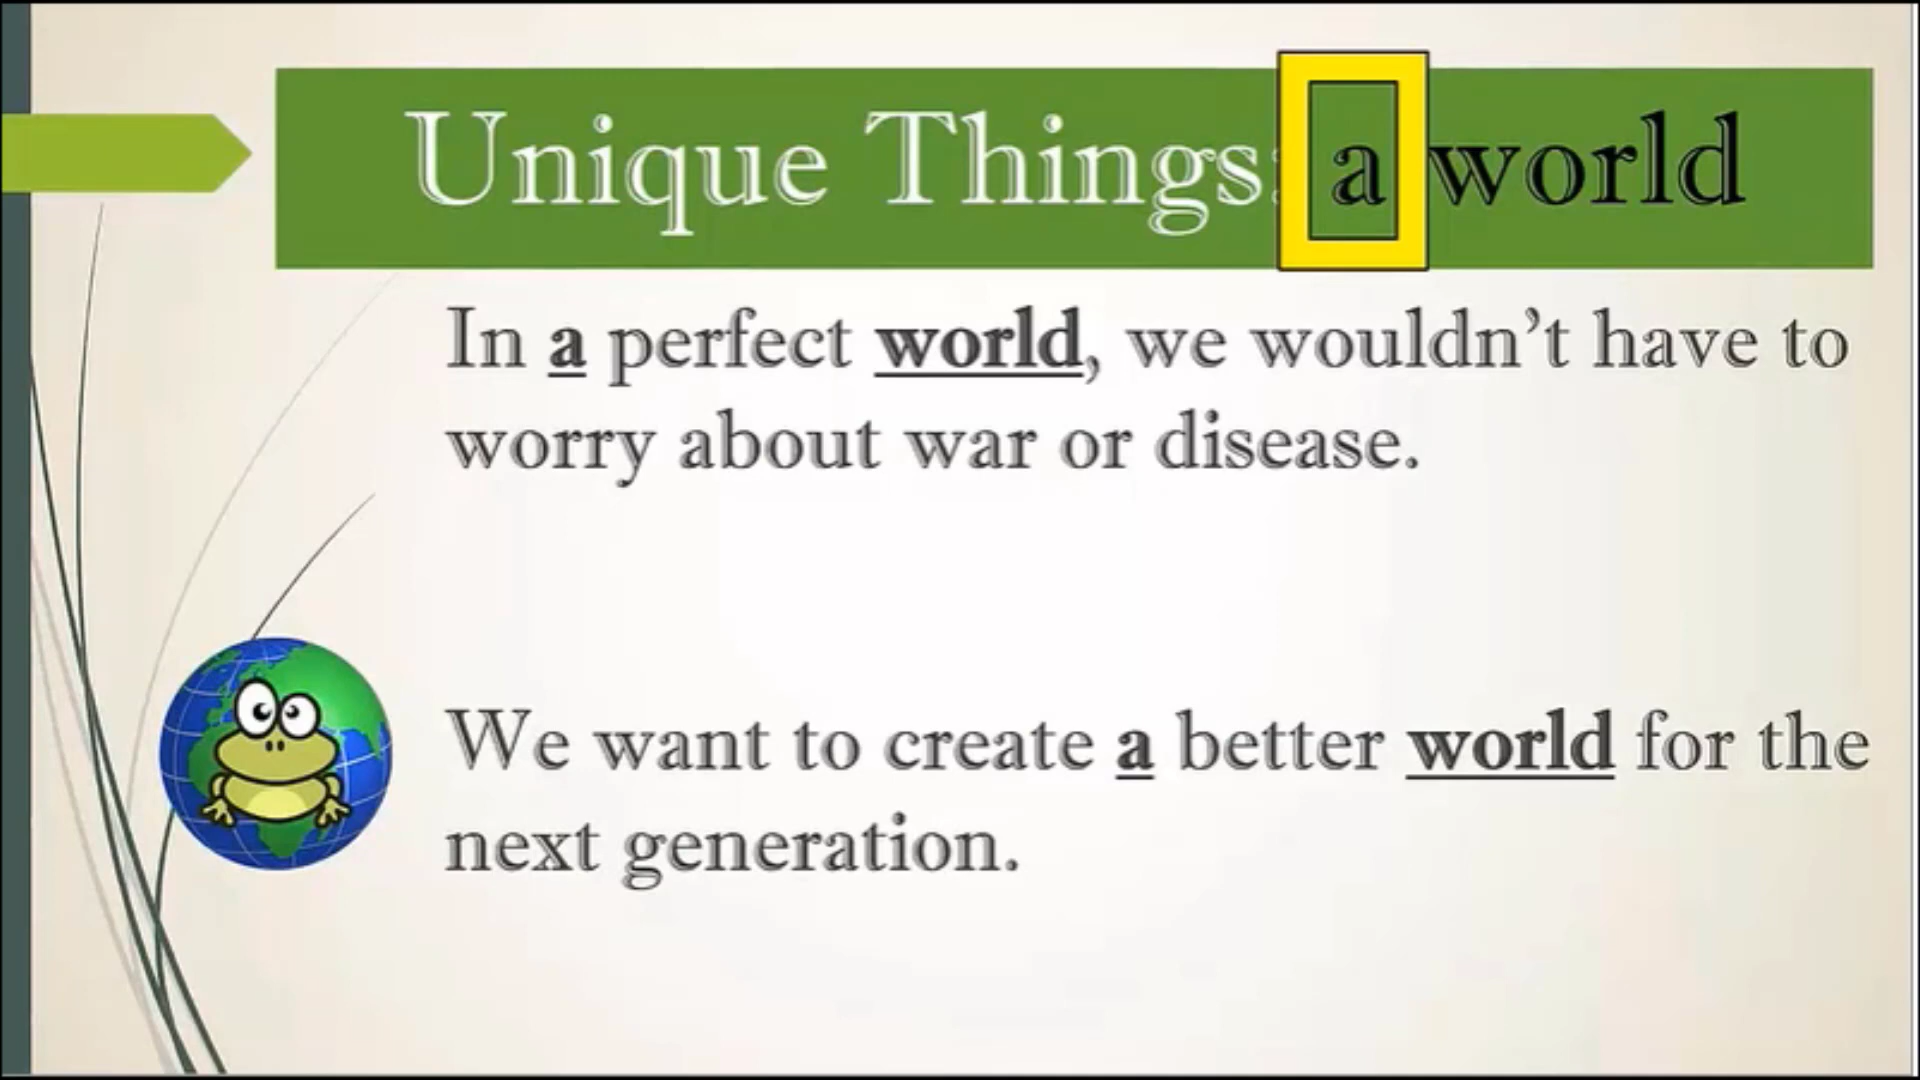 Unique Things: a world
In a perfect world, we wouldn’t have to
worry about war or disease.
We want to create a better world for the
next generation.